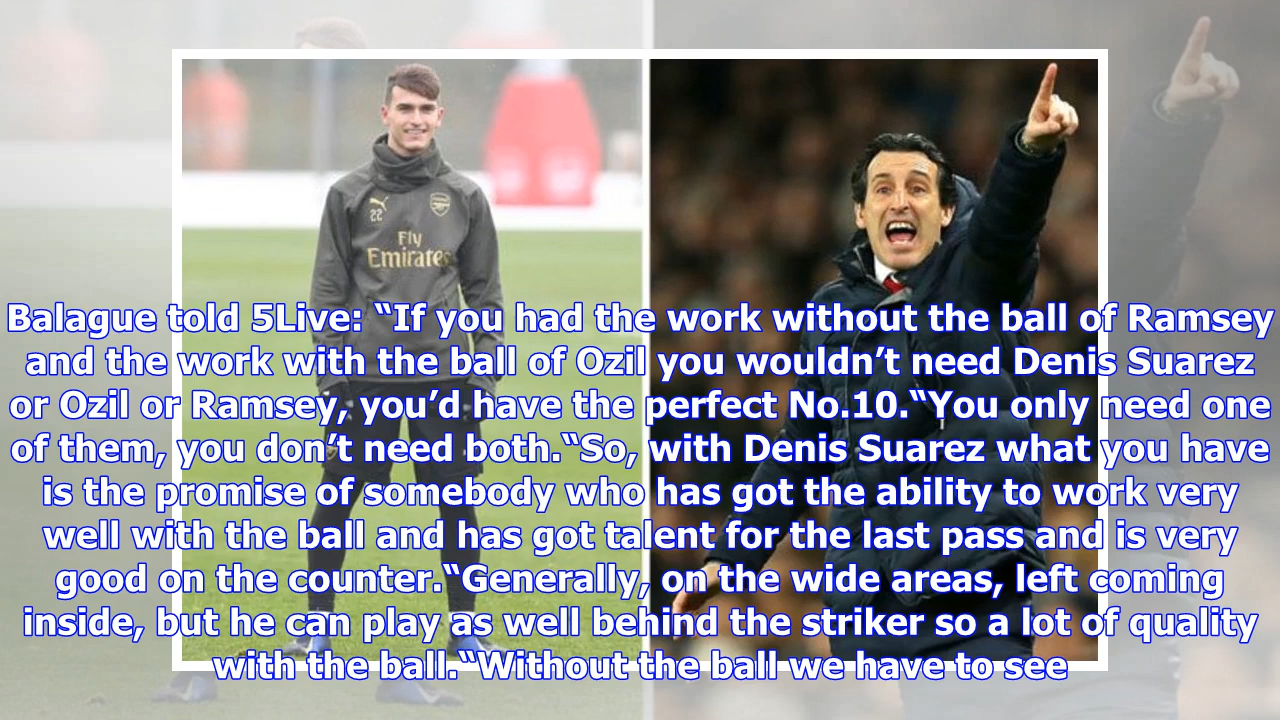 22
Fly
Emirates
Balague told 5Live: “If you had the work without the ball of Ramsey
and the work with the ball of Ozil you wouldn’t need Denis Suarez
or Ozil or Ramsey, you’d have the perfect No.10.“You only need one
of them, you don’t need both.“So, with Denis Suarez what you have
is the promise of somebody who has got the ability to work very
well with the ball and has got talent for the last pass and is very
good on the counter.“Generally, on the wide areas, left coming
inside, but he can play as well behind the striker so a lot of quality
with the ball.“Without the ball we have to see